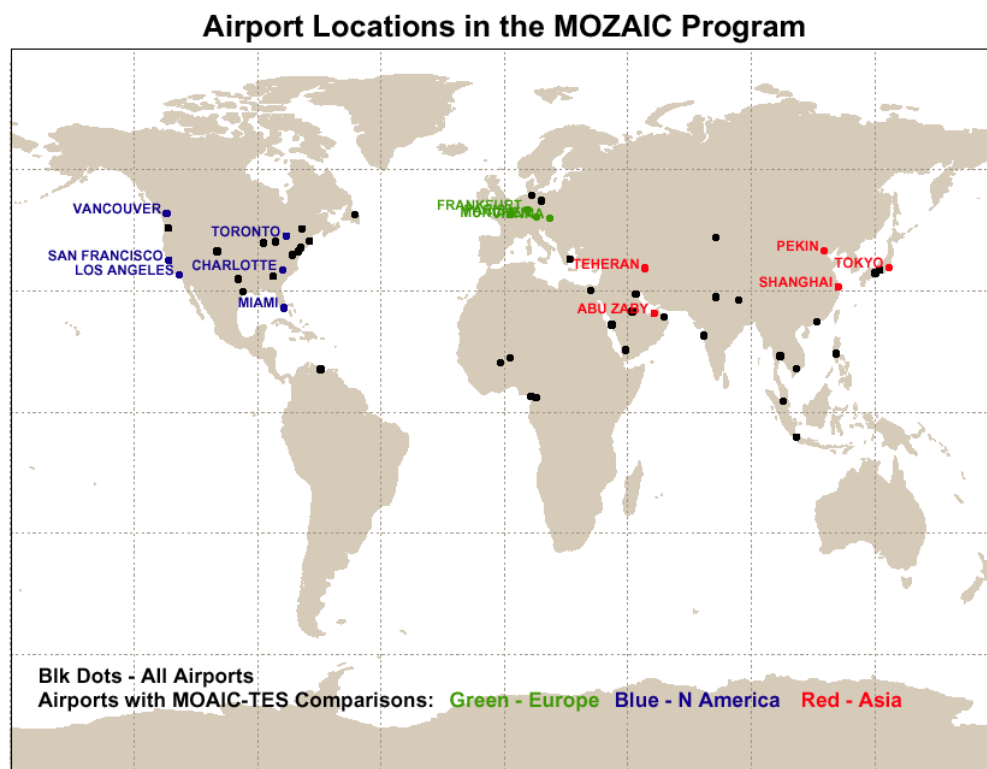 Airport Locations in the MOZAIC Program
VANCOUVER
FRANKFURT
TORONTO
PEKIN
SAN FRANCISCO
LOS ANGELES
CHARLOTTE
TEHERAN
TOKYO
SHANGHAI
MIAMI
ABU ZABY
Blk Dots - All Airports
Airports with MOAIC-TES Comparisons: Green - Europe Blue - N America Red - Asia